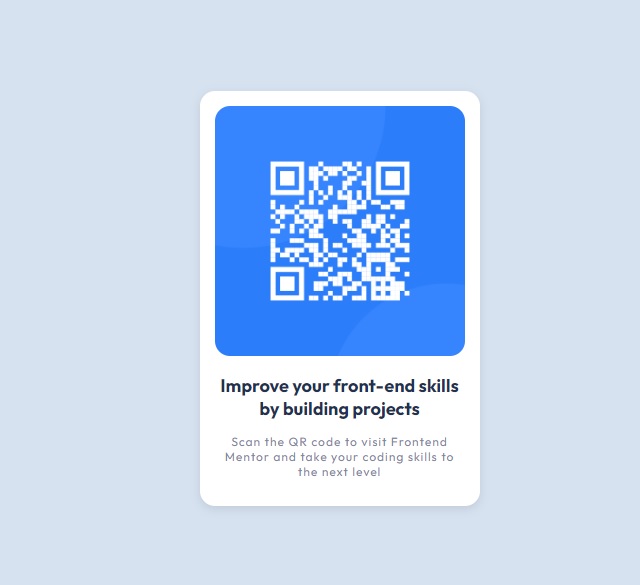 Improve your front-end skills
by building projects
Scan the QR code to visit Frontend
Mentor and take your coding skills to
the next level